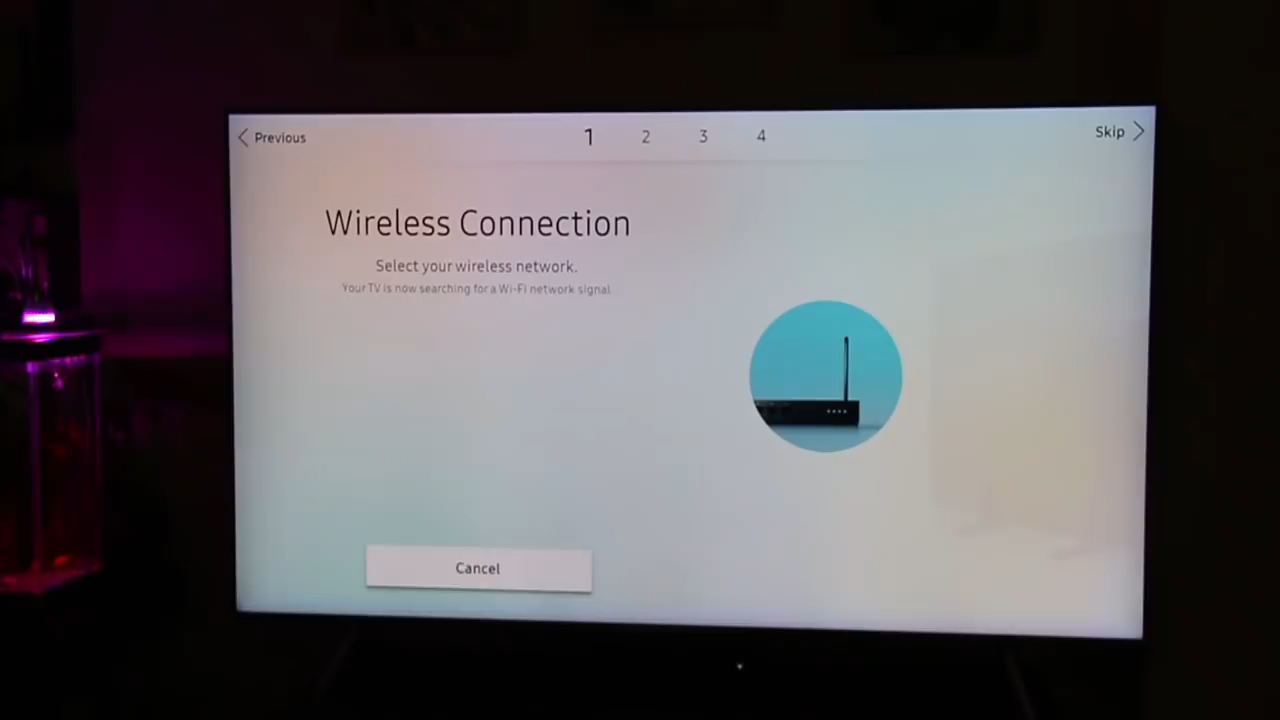 Previous
1 2 3 4
Skip
Wireless Connection
Select your wireless network.
Your TV is now searching for a Wi-Fi network signal.
Cancel